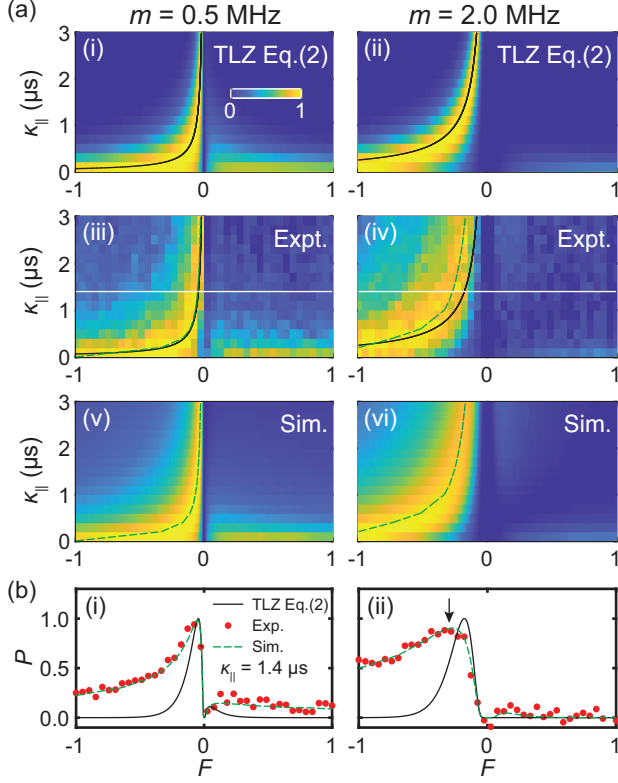 (a) m = 0.5 MHz m = 2.0 MHz
(i) TLZ Eq.(2) (ii) TLZ Eq.(2)
0 1
κ|| (μs) 3 2 1 0 κ|| (μs)
-1 0 1 -1 0 1
(iii) Expt. (iv) Expt.
κ|| (μs) 3 2 1 0 κ|| (μs)
-1 0 1 -1 0 1
(v) Sim. (vi) Sim.
κ|| (μs) 3 2 1 0 κ|| (μs)
-1 0 1 -1 0 1
(b) (i) TLZ Eq.(2) (ii)
Exp.
Sim.
κ|| = 1.4 μs
P 1.0 0.5 0.0
-1 0 1 -1 0 1
F F